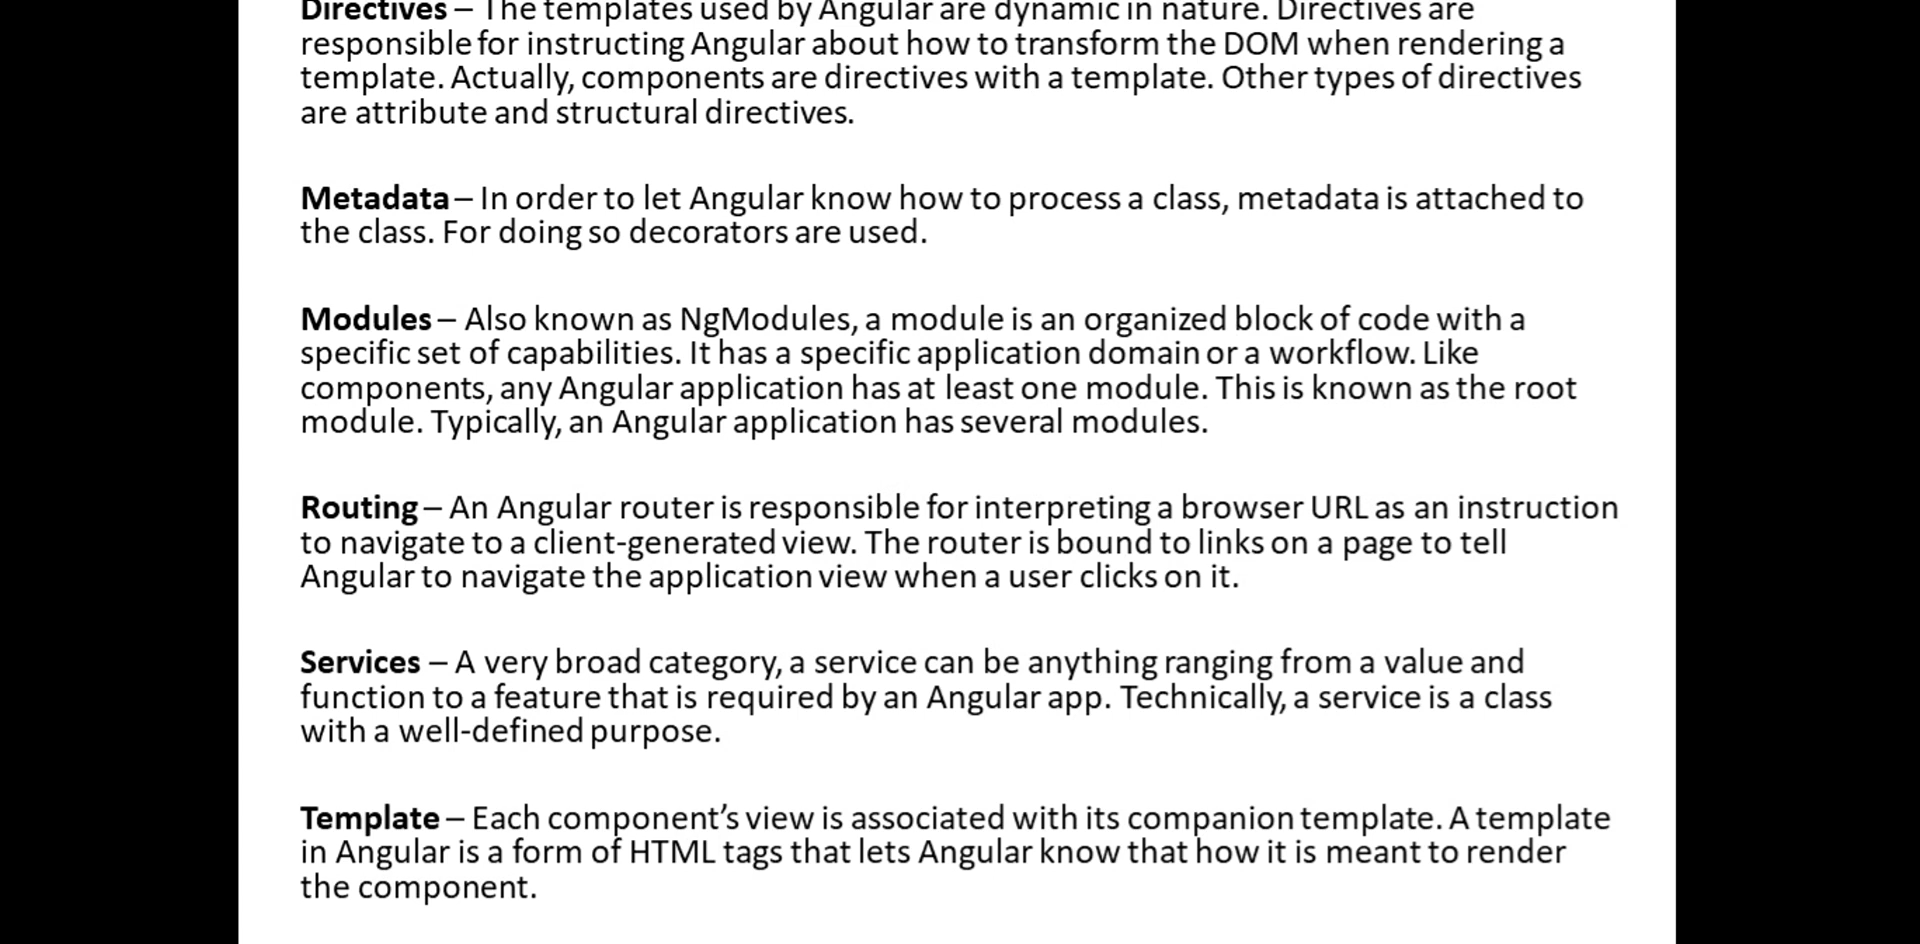 Directives – The templates used by Angular are dynamic in nature. Directives are
responsible for instructing Angular about how to transform the DOM when rendering a
template. Actually, components are directives with a template. Other types of directives
are attribute and structural directives.
Metadata – In order to let Angular know how to process a class, metadata is attached to
the class. For doing so decorators are used.
Modules – Also known as NgModules, a module is an organized block of code with a
specific set of capabilities. It has a specific application domain or a workflow. Like
components, any Angular application has at least one module. This is known as the root
module. Typically, an Angular application has several modules.
Routing – An Angular router is responsible for interpreting a browser URL as an instruction
to navigate to a client-generated view. The router is bound to links on a page to tell
Angular to navigate the application view when a user clicks on it.
Services – A very broad category, a service can be anything ranging from a value and
function to a feature that is required by an Angular app. Technically, a service is a class
with a well-defined purpose.
Template – Each component’s view is associated with its companion template. A template
in Angular is a form of HTML tags that lets Angular know that how it is meant to render
the component.